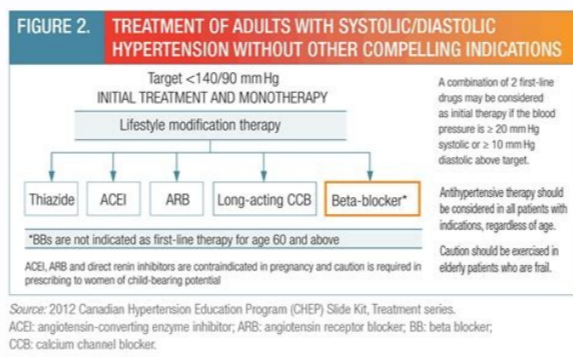 FIGURE 2.
TREATMENT OF ADULTS WITH SYSTOLIC/DIASTOLIC
HYPERTENSION WITHOUT OTHER COMPELLING INDICATIONS
Target <140/90 mmHg
INITIAL TREATMENT AND MONOTHERAPY
Lifestyle modification therapy
Thiazide
ACEI
ARB
Long-acting CCB
Beta-blocker*
*BBs are not indicated as first-line therapy for age 60 and above
ACEI, ARB and direct renin inhibitors are contraindicated in pregnancy and caution is required in
prescribing to women of child-bearing potential
A combination of 2 first-line
drugs may be considered
as initial therapy if the blood
pressure is ≥ 20 mmHg
systolic or ≥ 10 mmHg
diastolic above target.
Antihypertensive therapy should
be considered in all patients with
indications, regardless of age.
Caution should be exercised in
elderly patients who are frail.
Source: 2012 Canadian Hypertension Education Program (CHEP) Slide Kit, Treatment series.
ACEI: angiotensin-converting enzyme inhibitor; ARB: angiotensin receptor blocker; BB: beta blocker;
CCB: calcium channel blocker.